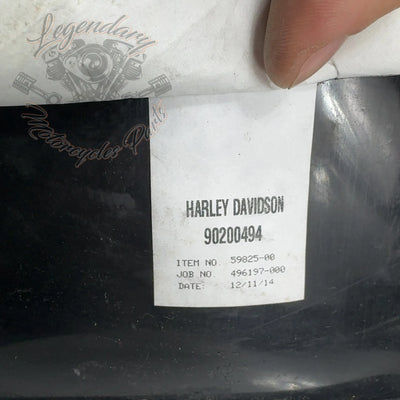 Legendary
Motorcycles Parts
HARLEY DAVIDSON
90200494
ITEM NO. 59825-00
JOB NO. 496197-000
DATE: 12/11/14